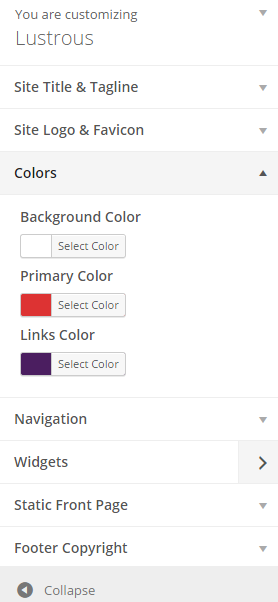 You are customizing
Lustrous
Site Title & Tagline
Site Logo & Favicon
Colors
Background Color
Select Color
Primary Color
Select Color
Links Color
Select Color
Navigation
Widgets
Static Front Page
Footer Copyright
Collapse